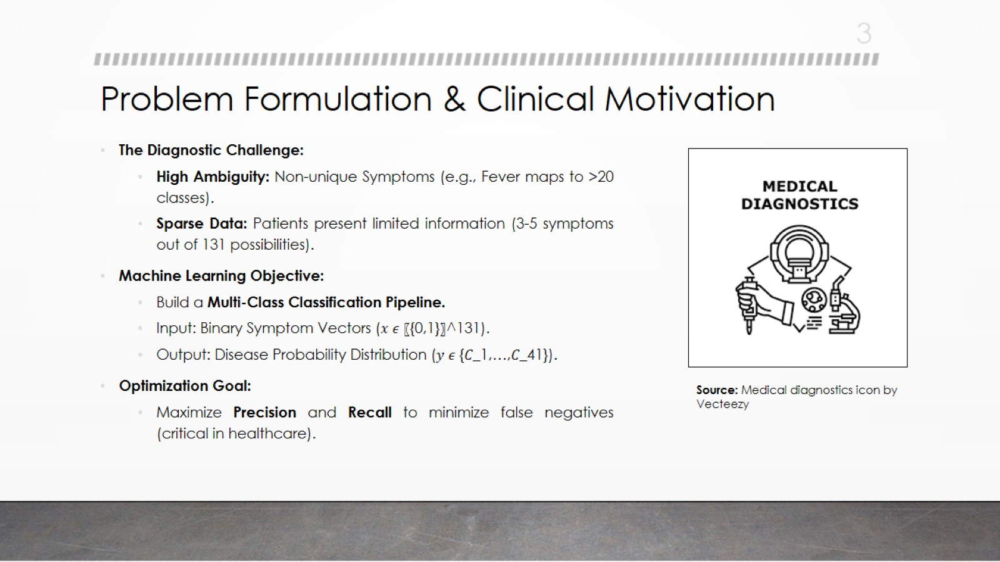 3
Problem Formulation & Clinical Motivation
• The Diagnostic Challenge:
• High Ambiguity: Non-unique Symptoms (e.g., Fever maps to >20
classes).
• Sparse Data: Patients present limited information (3-5 symptoms
out of 131 possibilities).
• Machine Learning Objective:
• Build a Multi-Class Classification Pipeline.
• Input: Binary Symptom Vectors (x ϵ 〖{0,1}〗^131).
• Output: Disease Probability Distribution (y ϵ {C_1,…,C_41}).
• Optimization Goal:
• Maximize Precision and Recall to minimize false negatives
(critical in healthcare).
MEDICAL
DIAGNOSTICS
Source: Medical diagnostics icon by
Vecteezy